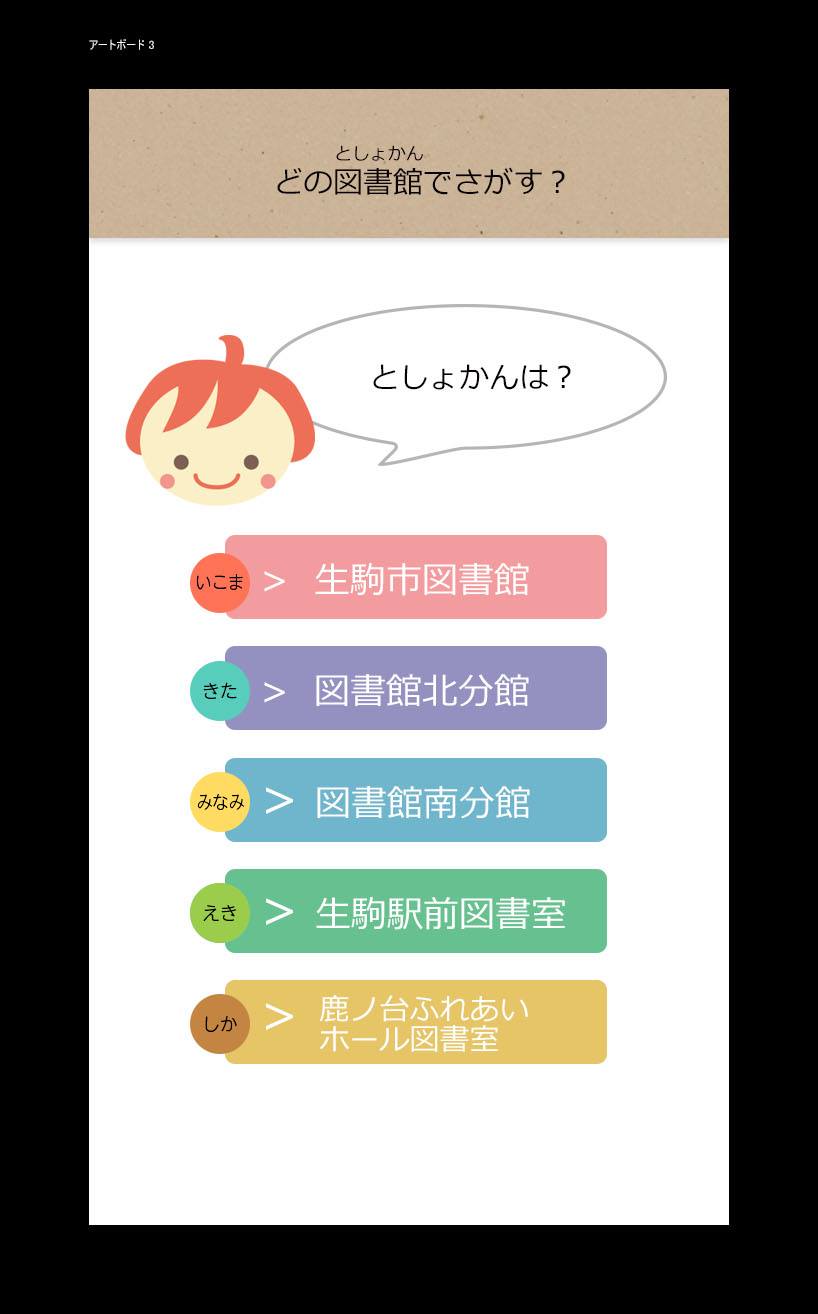 アートボード 3
としょかん
どの図書館でさがす？
としょかんは？
いこま > 生駒市図書館
きた > 図書館北分館
みなみ > 図書館南分館
えき > 生駒駅前図書室
しか > 鹿ノ台ふれあい
ホール図書室